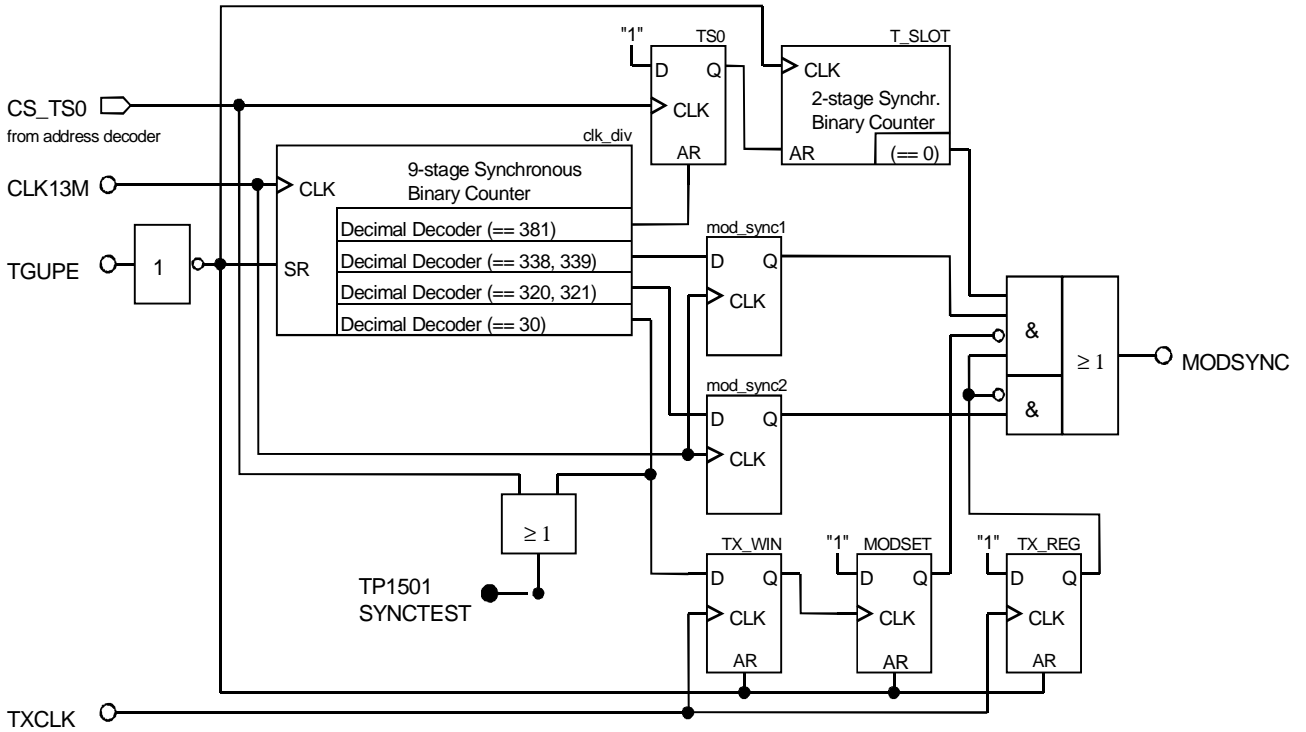 "1"
TS0
T_SLOT
D Q
CLK
AR
CLK
2-stage Synchr.
Binary Counter
(== 0)
AR
CS_TS0
from address decoder
clk_div
CLK13M
CLK
9-stage Synchronous
Binary Counter
Decimal Decoder (== 381)
Decimal Decoder (== 338, 339)
Decimal Decoder (== 320, 321)
Decimal Decoder (== 30)
SR
TGUPE
1
mod_sync1
D Q
CLK
mod_sync2
D Q
CLK
&
&
≥ 1
MODSYNC
≥ 1
TP1501
SYNCTEST
TX_WIN
D Q
CLK
AR
"1"
MODSET
D Q
CLK
AR
"1"
TX_REG
D Q
CLK
AR
TXCLK